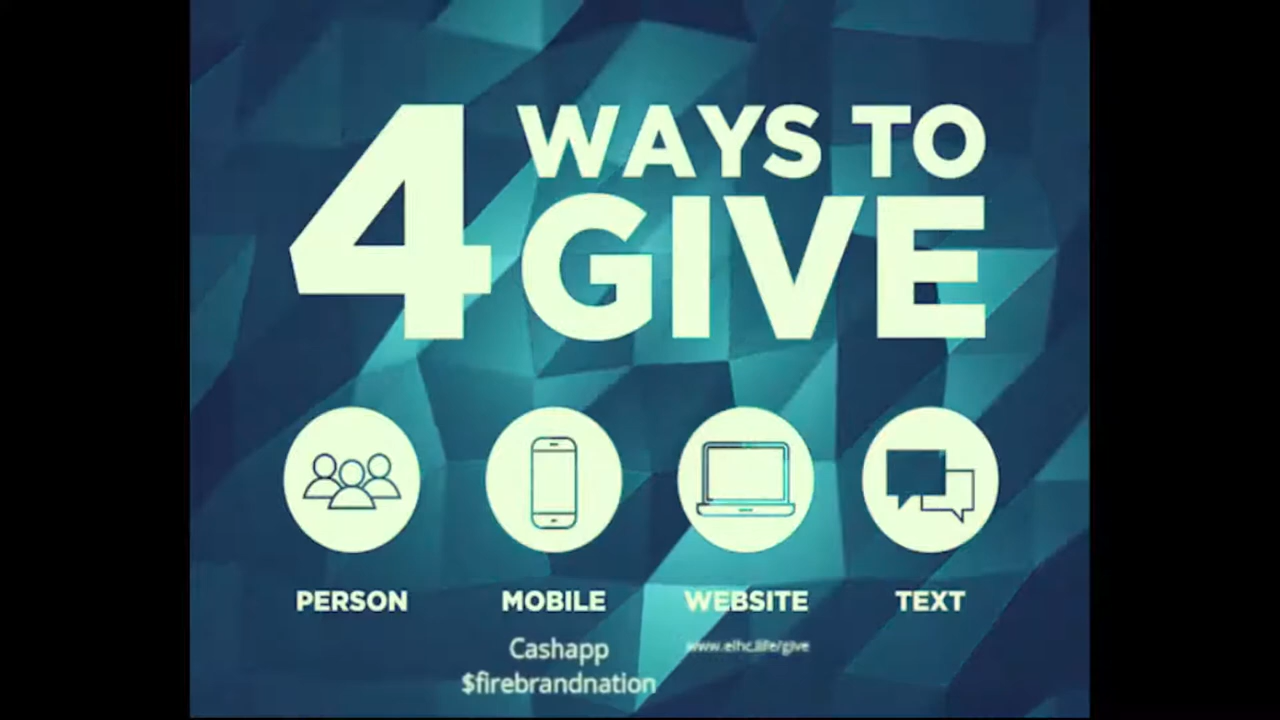 4 WAYS TO
GIVE
PERSON MOBILE WEBSITE TEXT
Cashapp www.elhc.life/give
$firebrandnation